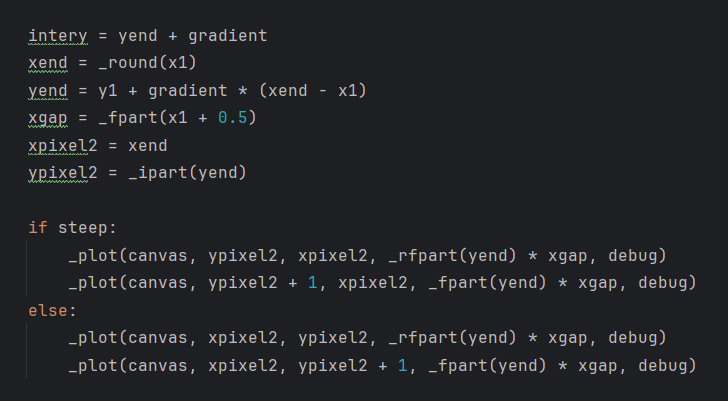 intery = yend + gradient
xend = _round(x1)
yend = y1 + gradient * (xend - x1)
xgap = _fpart(x1 + 0.5)
xpixel2 = xend
ypixel2 = _ipart(yend)

if steep:
    _plot(canvas, ypixel2, xpixel2, _rfpart(yend) * xgap, debug)
    _plot(canvas, ypixel2 + 1, xpixel2, _fpart(yend) * xgap, debug)
else:
    _plot(canvas, xpixel2, ypixel2, _rfpart(yend) * xgap, debug)
    _plot(canvas, xpixel2, ypixel2 + 1, _fpart(yend) * xgap, debug)